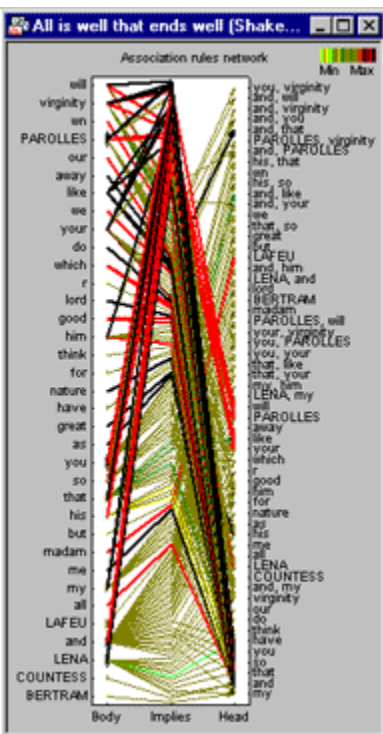 All is well that ends well (Shake...
Association rules network
Min Max
will
virginity
wn
PAROLLES
our
away
like
we
your
do
which
r
lord
good
him
think
for
nature
have
great
as
you
so
that
his
but
madam
me
my
all
LAFEU
and
LENA
COUNTESS
BERTRAM
you, virginity
and, will
and, virginity
and, you
and, that
PAROLLES, virginity
and, PAROLLES
his, that
wn
his, so
and, like
and, your
we
that, so
great
but
LAFEU
and, him
LENA, and
lord
BERTRAM
madam
PAROLLES, will
your, virginity
you, PAROLLES
you, your
that, like
that, your
my, him
LENA, my
will
PAROLLES
away
like
your
which
r
good
him
for
nature
as
his
me
all
LENA
COUNTESS
and, my
virginity
our
do
think
have
you
so
that
and
my
Body Implies Head